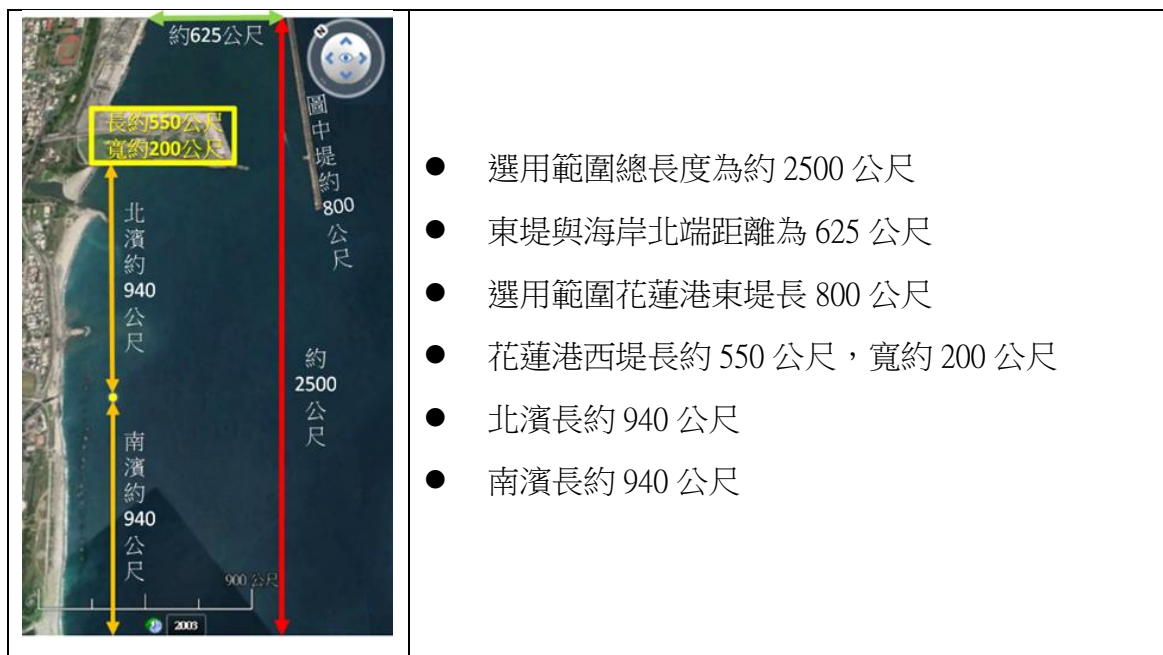 約625公尺
長約550公尺
寬約200公尺
圖中堤約800公尺
北濱約940公尺
約2500公尺
南濱約940公尺
900 公尺
2003
● 選用範圍總長度為約 2500 公尺
● 東堤與海岸北端距離為 625 公尺
● 選用範圍花蓮港東堤長 800 公尺
● 花蓮港西堤長約 550 公尺，寬約 200 公尺
● 北濱長約 940 公尺
● 南濱長約 940 公尺